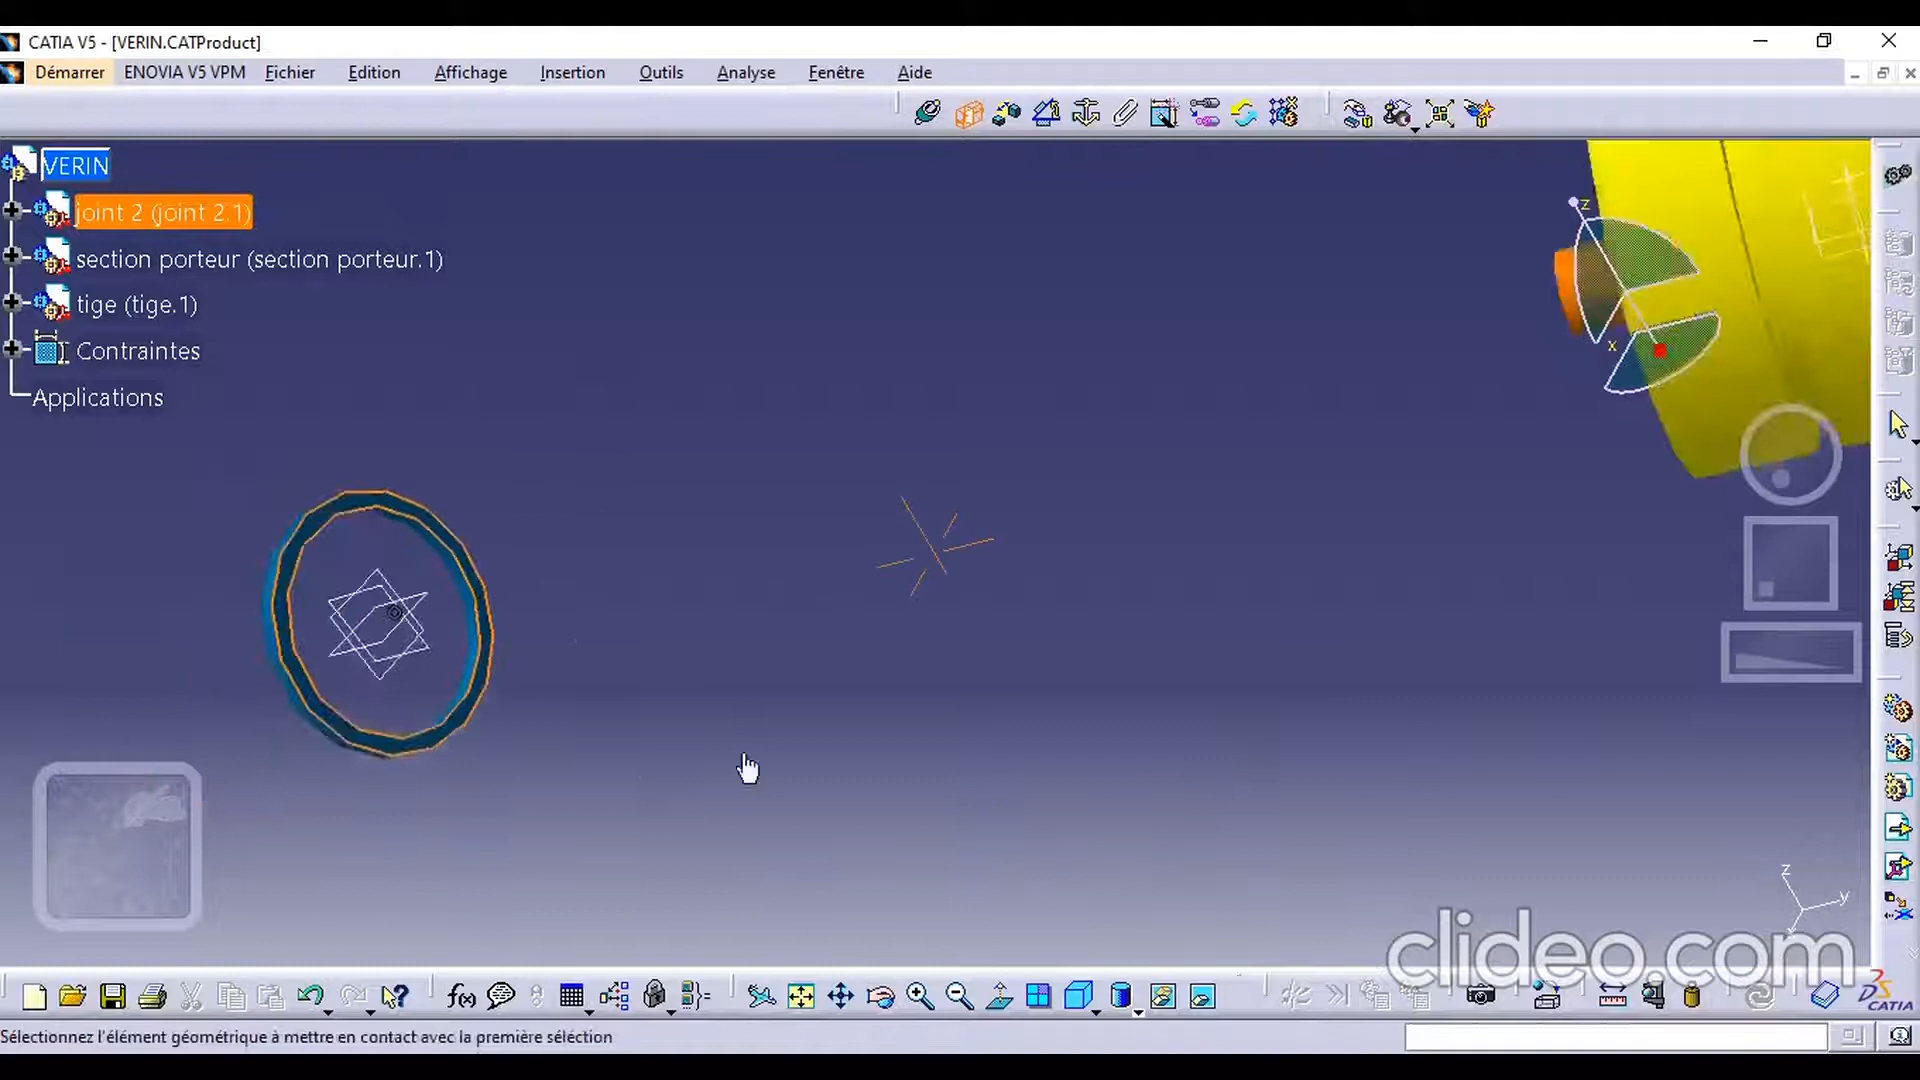 CATIA V5 - [VERIN.CATProduct]
Démarrer ENOVIA V5 VPM Fichier Edition Affichage Insertion Outils Analyse Fenêtre Aide
VERIN
joint 2 (joint 2.1)
section porteur (section porteur.1)
tige (tige.1)
Contraintes
Applications
z
x
z
y
clideo.com
f(x)
CATIA
Sélectionnez l'élément géométrique à mettre en contact avec la première séléction